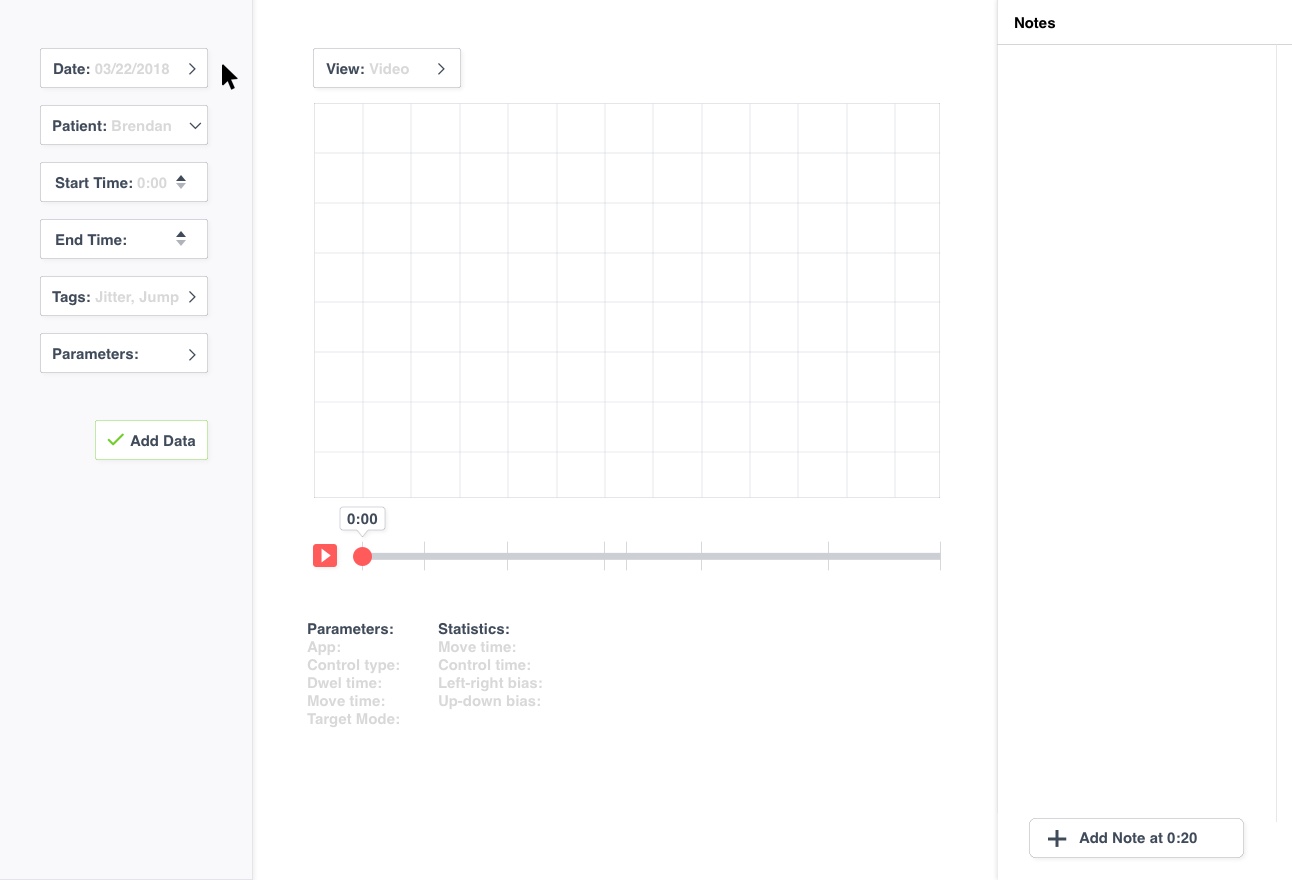 Date: 03/22/2018
Patient: Brendan
Start Time: 0:00
End Time:
Tags: Jitter, Jump
Parameters:
Add Data
View: Video
0:00
Parameters:
App:
Control type:
Dwel time:
Move time:
Target Mode:
Statistics:
Move time:
Control time:
Left-right bias:
Up-down bias:
Notes
Add Note at 0:20